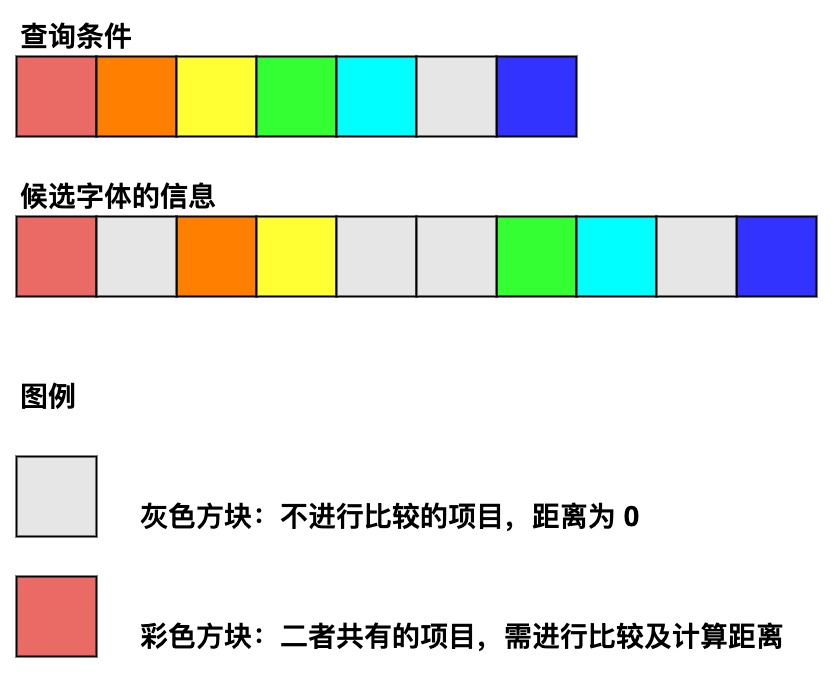 查询条件
候选字体的信息
图例
灰色方块：不进行比较的项目，距离为 0
彩色方块：二者共有的项目，需进行比较及计算距离